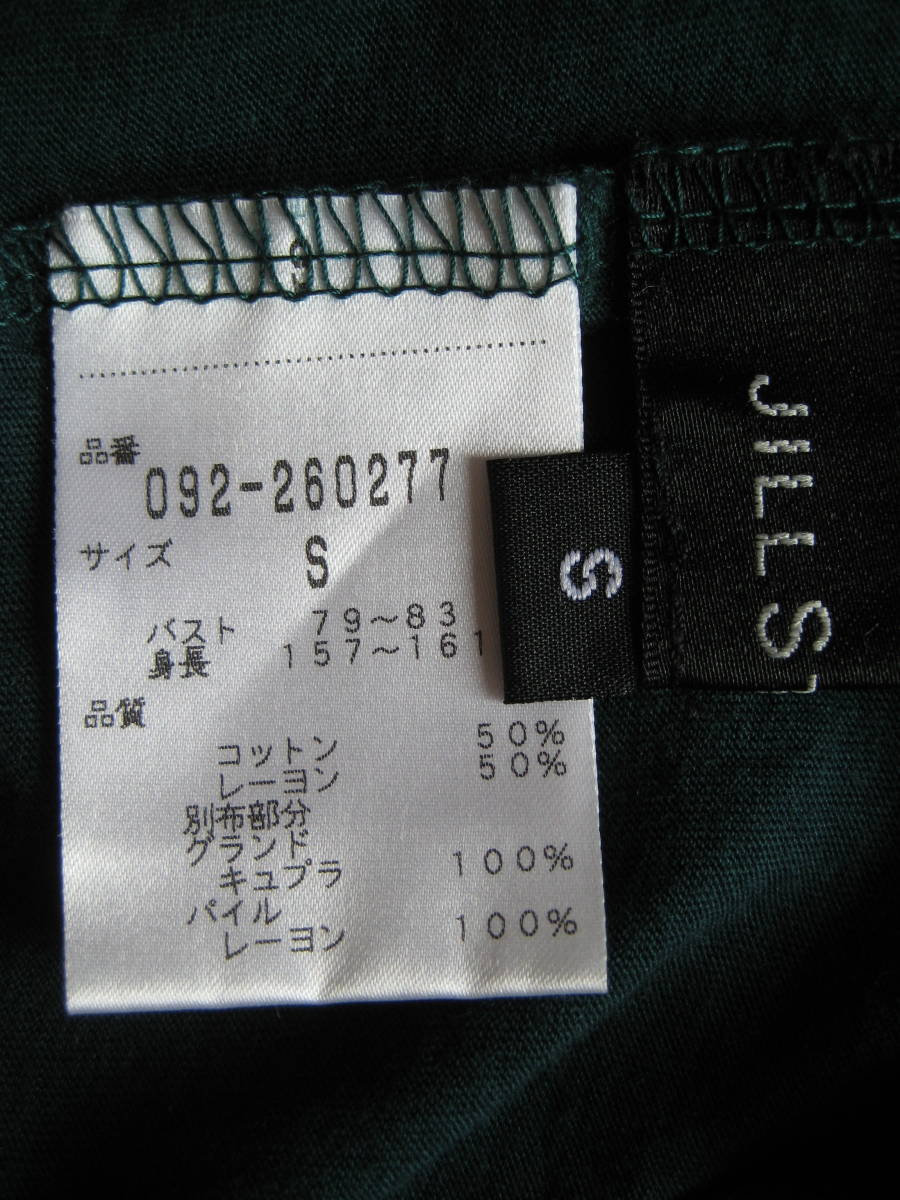 品番
092-260277
サイズ S
バスト 79~83
身長 157~161
品質
コットン 50%
レーヨン 50%
別布部分
グランド
キュプラ 100%
パイル
レーヨン 100%
S
JILL S